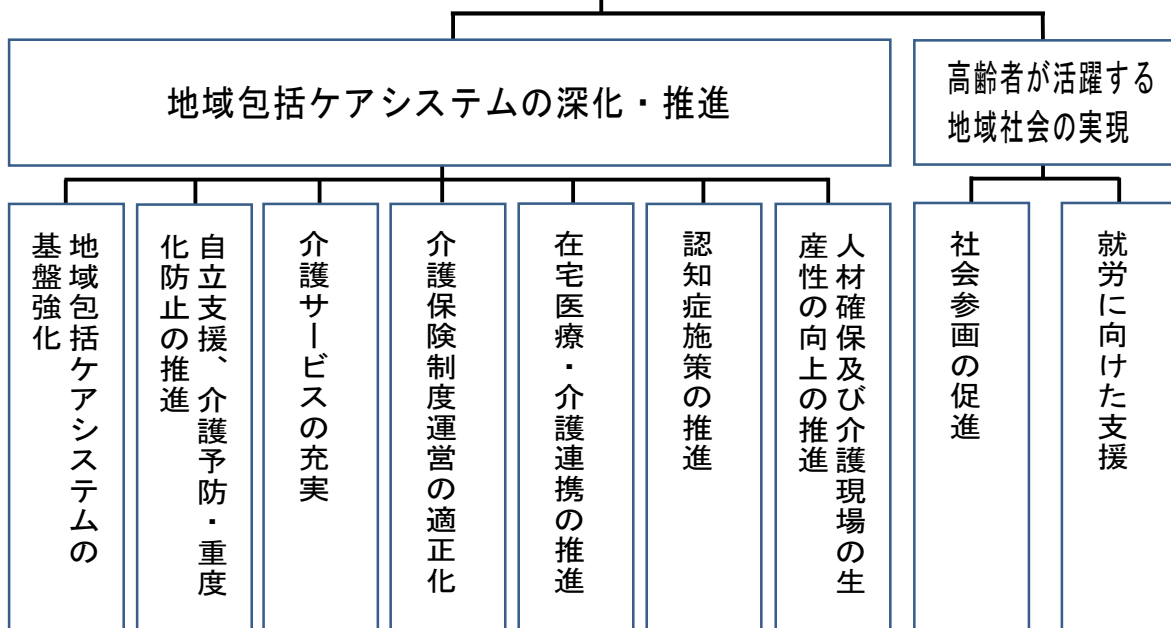 地域包括ケアシステムの深化・推進
高齢者が活躍する
地域社会の実現
地域包括ケアシステムの
基盤強化
自立支援、介護予防・重度
化防止の推進
介護サービスの充実
介護保険制度運営の適正化
在宅医療・介護連携の推進
認知症施策の推進
人材確保及び介護現場の生
産性の向上の推進
社会参画の促進
就労に向けた支援